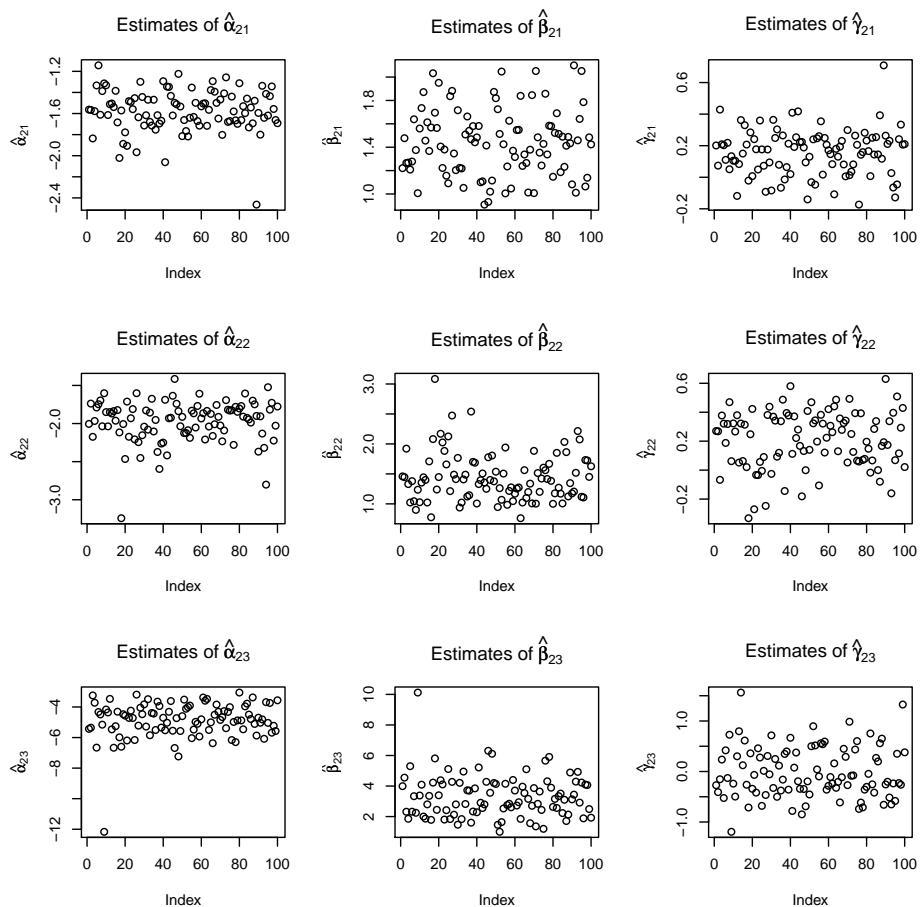 Estimates of α̂₂₁
α̂₂₁
−2.4 −2.0 −1.6 −1.2
0 20 40 60 80 100
Index
Estimates of β̂₂₁
β̂₂₁
1.0 1.4 1.8
0 20 40 60 80 100
Index
Estimates of γ̂₂₁
γ̂₂₁
−0.2 0.2 0.6
0 20 40 60 80 100
Index
Estimates of α̂₂₂
α̂₂₂
−3.0 −2.0
0 20 40 60 80 100
Index
Estimates of β̂₂₂
β̂₂₂
1.0 2.0 3.0
0 20 40 60 80 100
Index
Estimates of γ̂₂₂
γ̂₂₂
−0.2 0.2 0.6
0 20 40 60 80 100
Index
Estimates of α̂₂₃
α̂₂₃
−12 −8 −6 −4
0 20 40 60 80 100
Index
Estimates of β̂₂₃
β̂₂₃
2 4 6 8 10
0 20 40 60 80 100
Index
Estimates of γ̂₂₃
γ̂₂₃
−1.0 0.0 1.0
0 20 40 60 80 100
Index